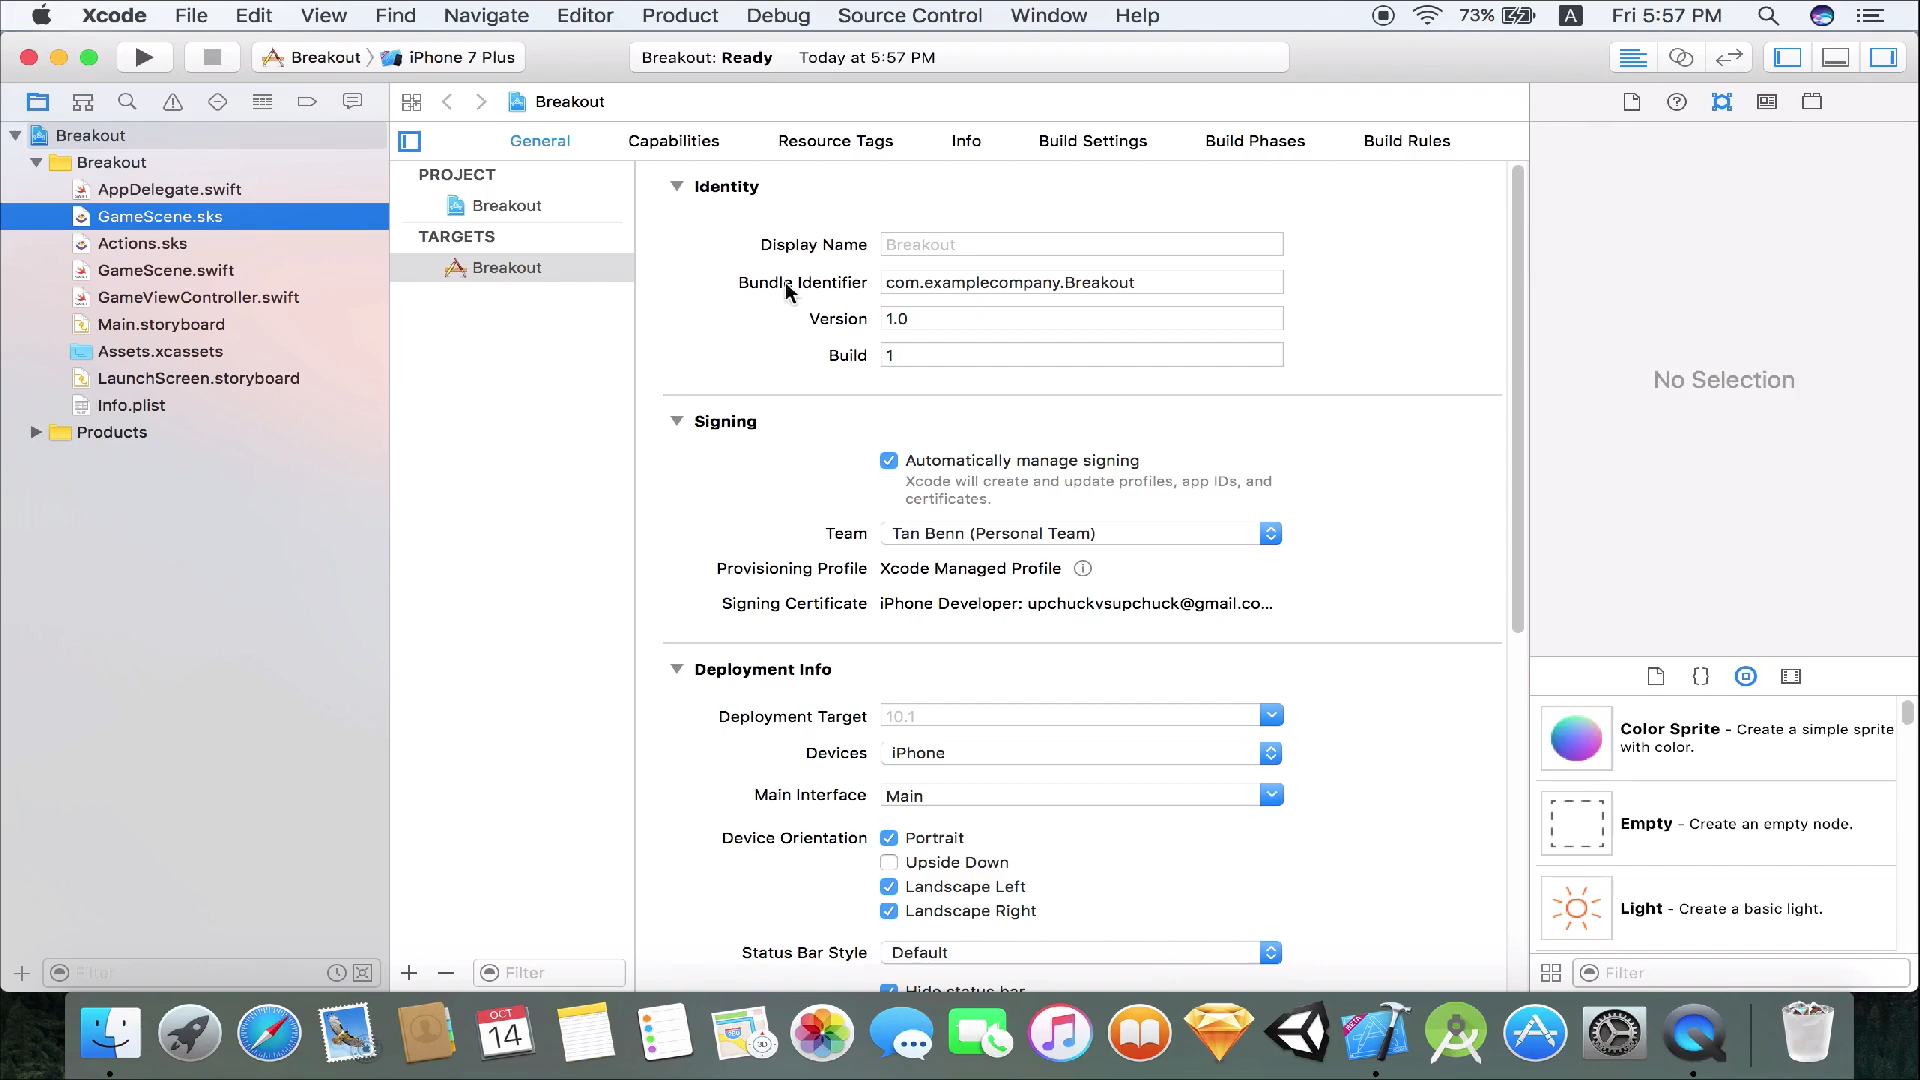 Xcode File Edit View Find Navigate Editor Product Debug Source Control Window Help 73% A Fri 5:57 PM
Breakout iPhone 7 Plus Breakout: Ready Today at 5:57 PM
Breakout
Breakout
Breakout
AppDelegate.swift
GameScene.sks
Actions.sks
GameScene.swift
GameViewController.swift
Main.storyboard
Assets.xcassets
LaunchScreen.storyboard
Info.plist
Products
Filter
General Capabilities Resource Tags Info Build Settings Build Phases Build Rules
PROJECT
Breakout
TARGETS
Breakout
Filter
Identity
Display Name Breakout
Bundle Identifier com.examplecompany.Breakout
Version 1.0
Build 1
Signing
Automatically manage signing
Xcode will create and update profiles, app IDs, and
certificates.
Team Tan Benn (Personal Team)
Provisioning Profile Xcode Managed Profile
Signing Certificate iPhone Developer: upchuckvsupchuck@gmail.co...
Deployment Info
Deployment Target 10.1
Devices iPhone
Main Interface Main
Device Orientation Portrait
Upside Down
Landscape Left
Landscape Right
Status Bar Style Default
Hide status bar
No Selection
{}
Color Sprite - Create a simple sprite
with color.
Empty - Create an empty node.
Light - Create a basic light.
Filter
OCT
14
3D
BETA